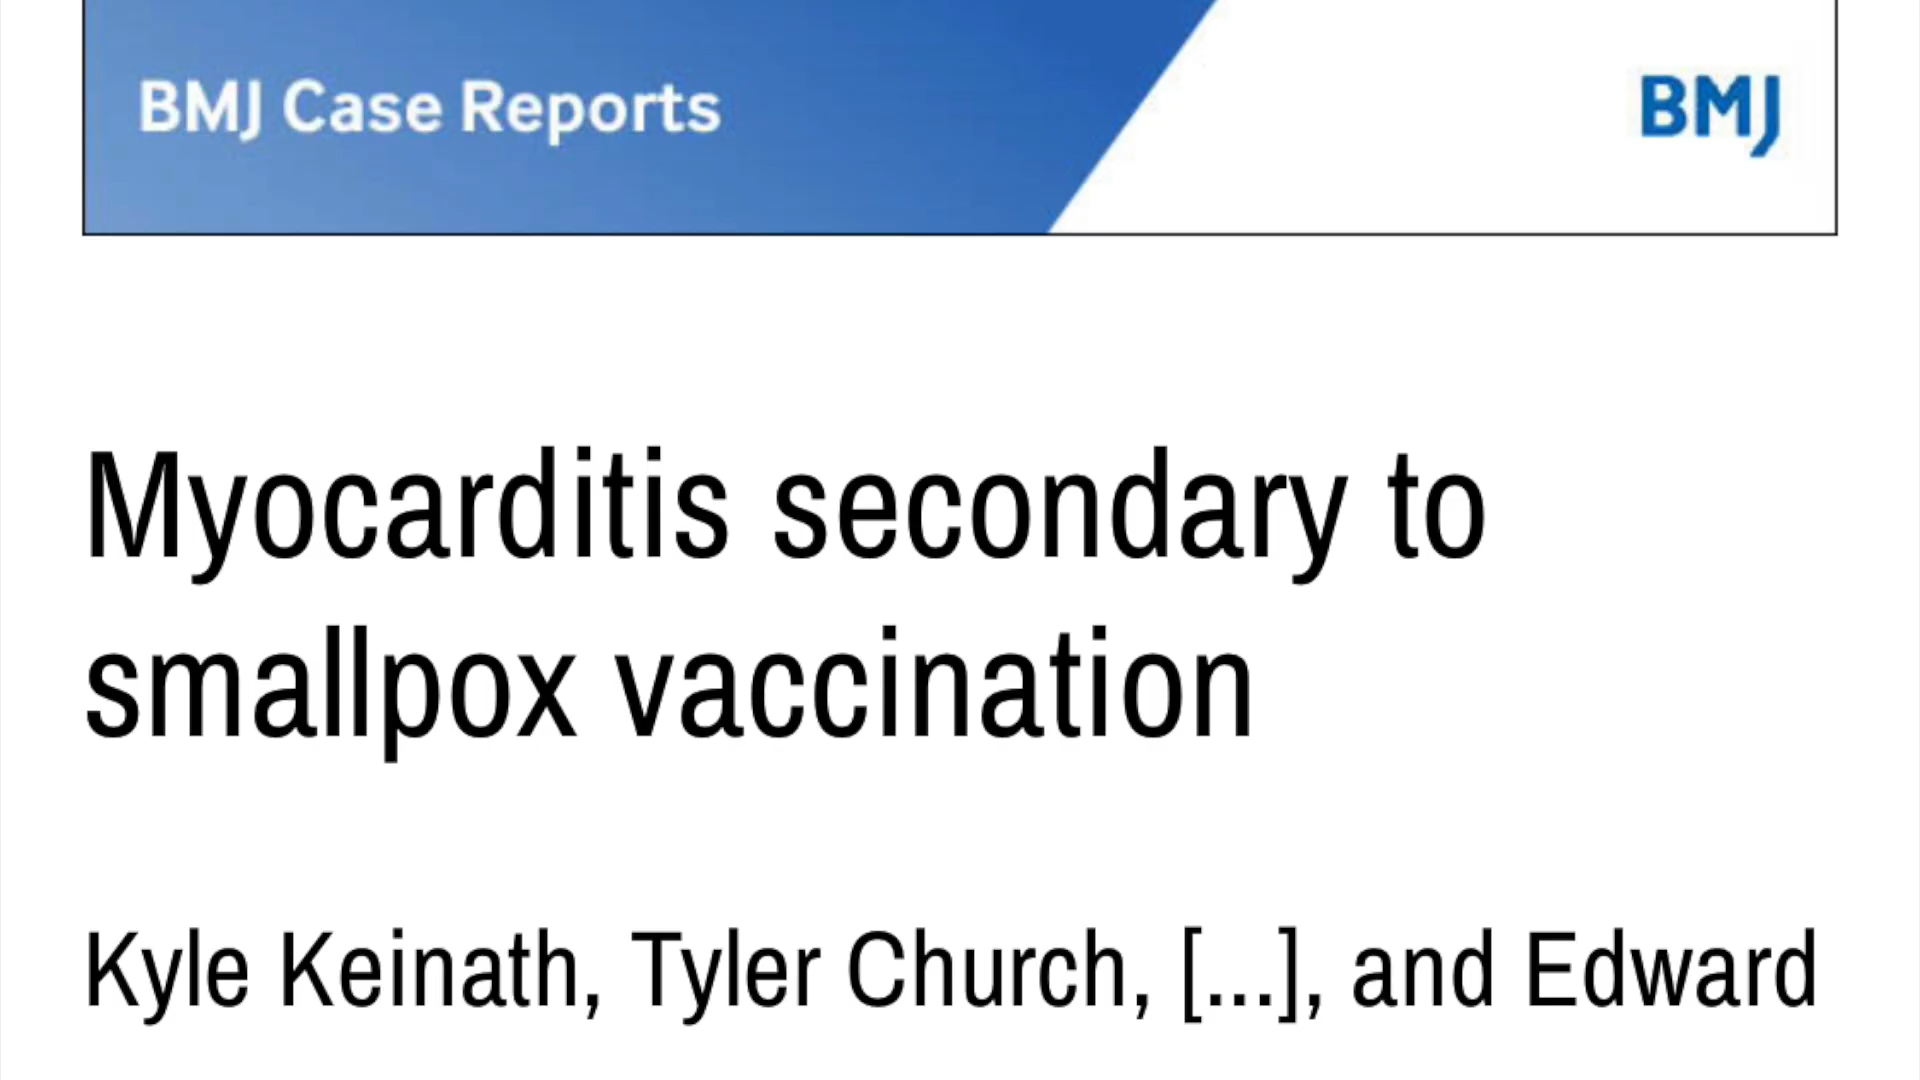 BMJ Case Reports
BMJ
Myocarditis secondary to
smallpox vaccination
Kyle Keinath, Tyler Church, [...], and Edward